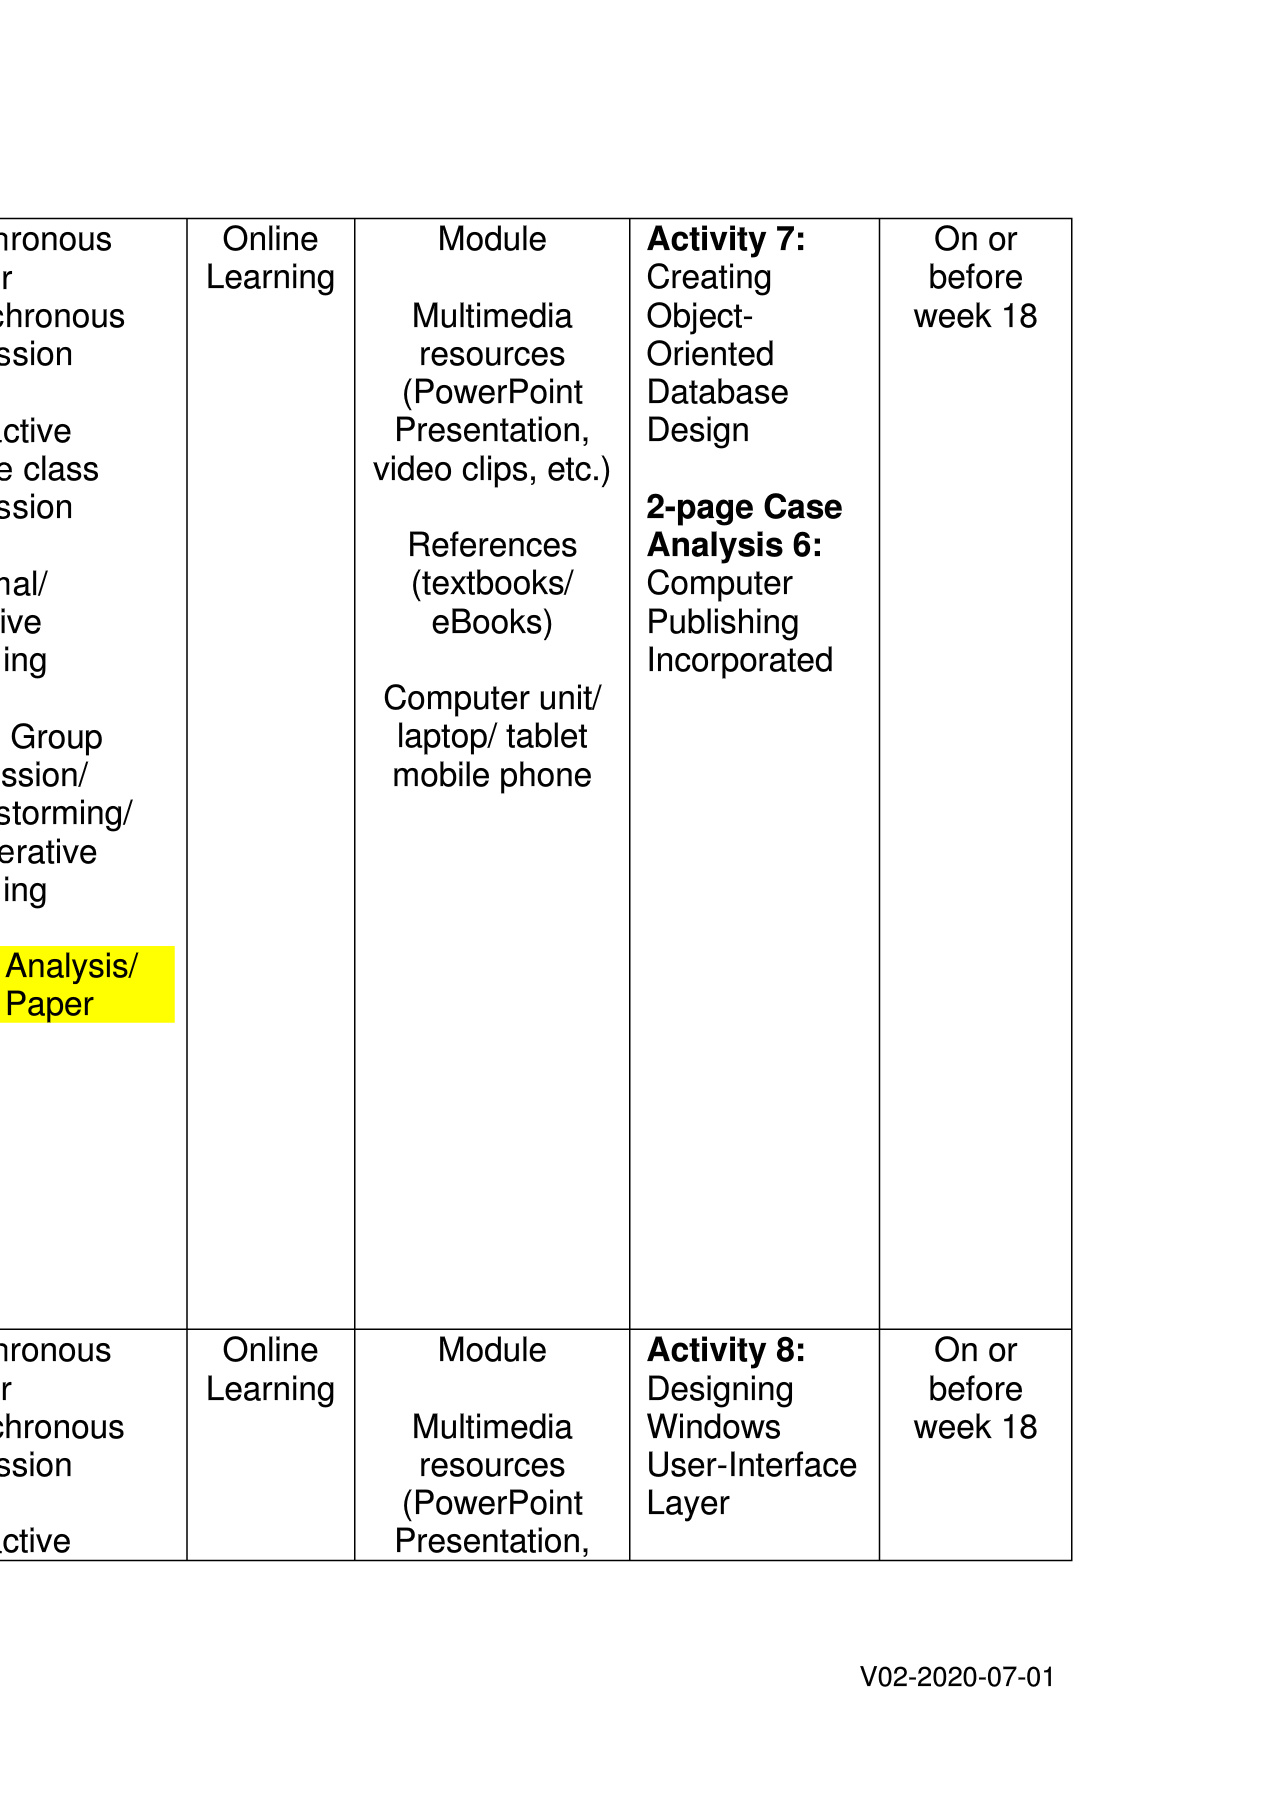 hronous
r
chronous
ssion
active
e class
ssion
nal/
ive
ing
Group
ssion/
storming/
erative
ing
Analysis/
Paper
Online
Learning
Module
Multimedia
resources
(PowerPoint
Presentation,
video clips, etc.)
References
(textbooks/
eBooks)
Computer unit/
laptop/ tablet
mobile phone
Activity 7:
Creating
Object-
Oriented
Database
Design
2-page Case
Analysis 6:
Computer
Publishing
Incorporated
On or
before
week 18
hronous
r
chronous
ssion
active
Online
Learning
Module
Multimedia
resources
(PowerPoint
Presentation,
Activity 8:
Designing
Windows
User-Interface
Layer
On or
before
week 18
V02-2020-07-01